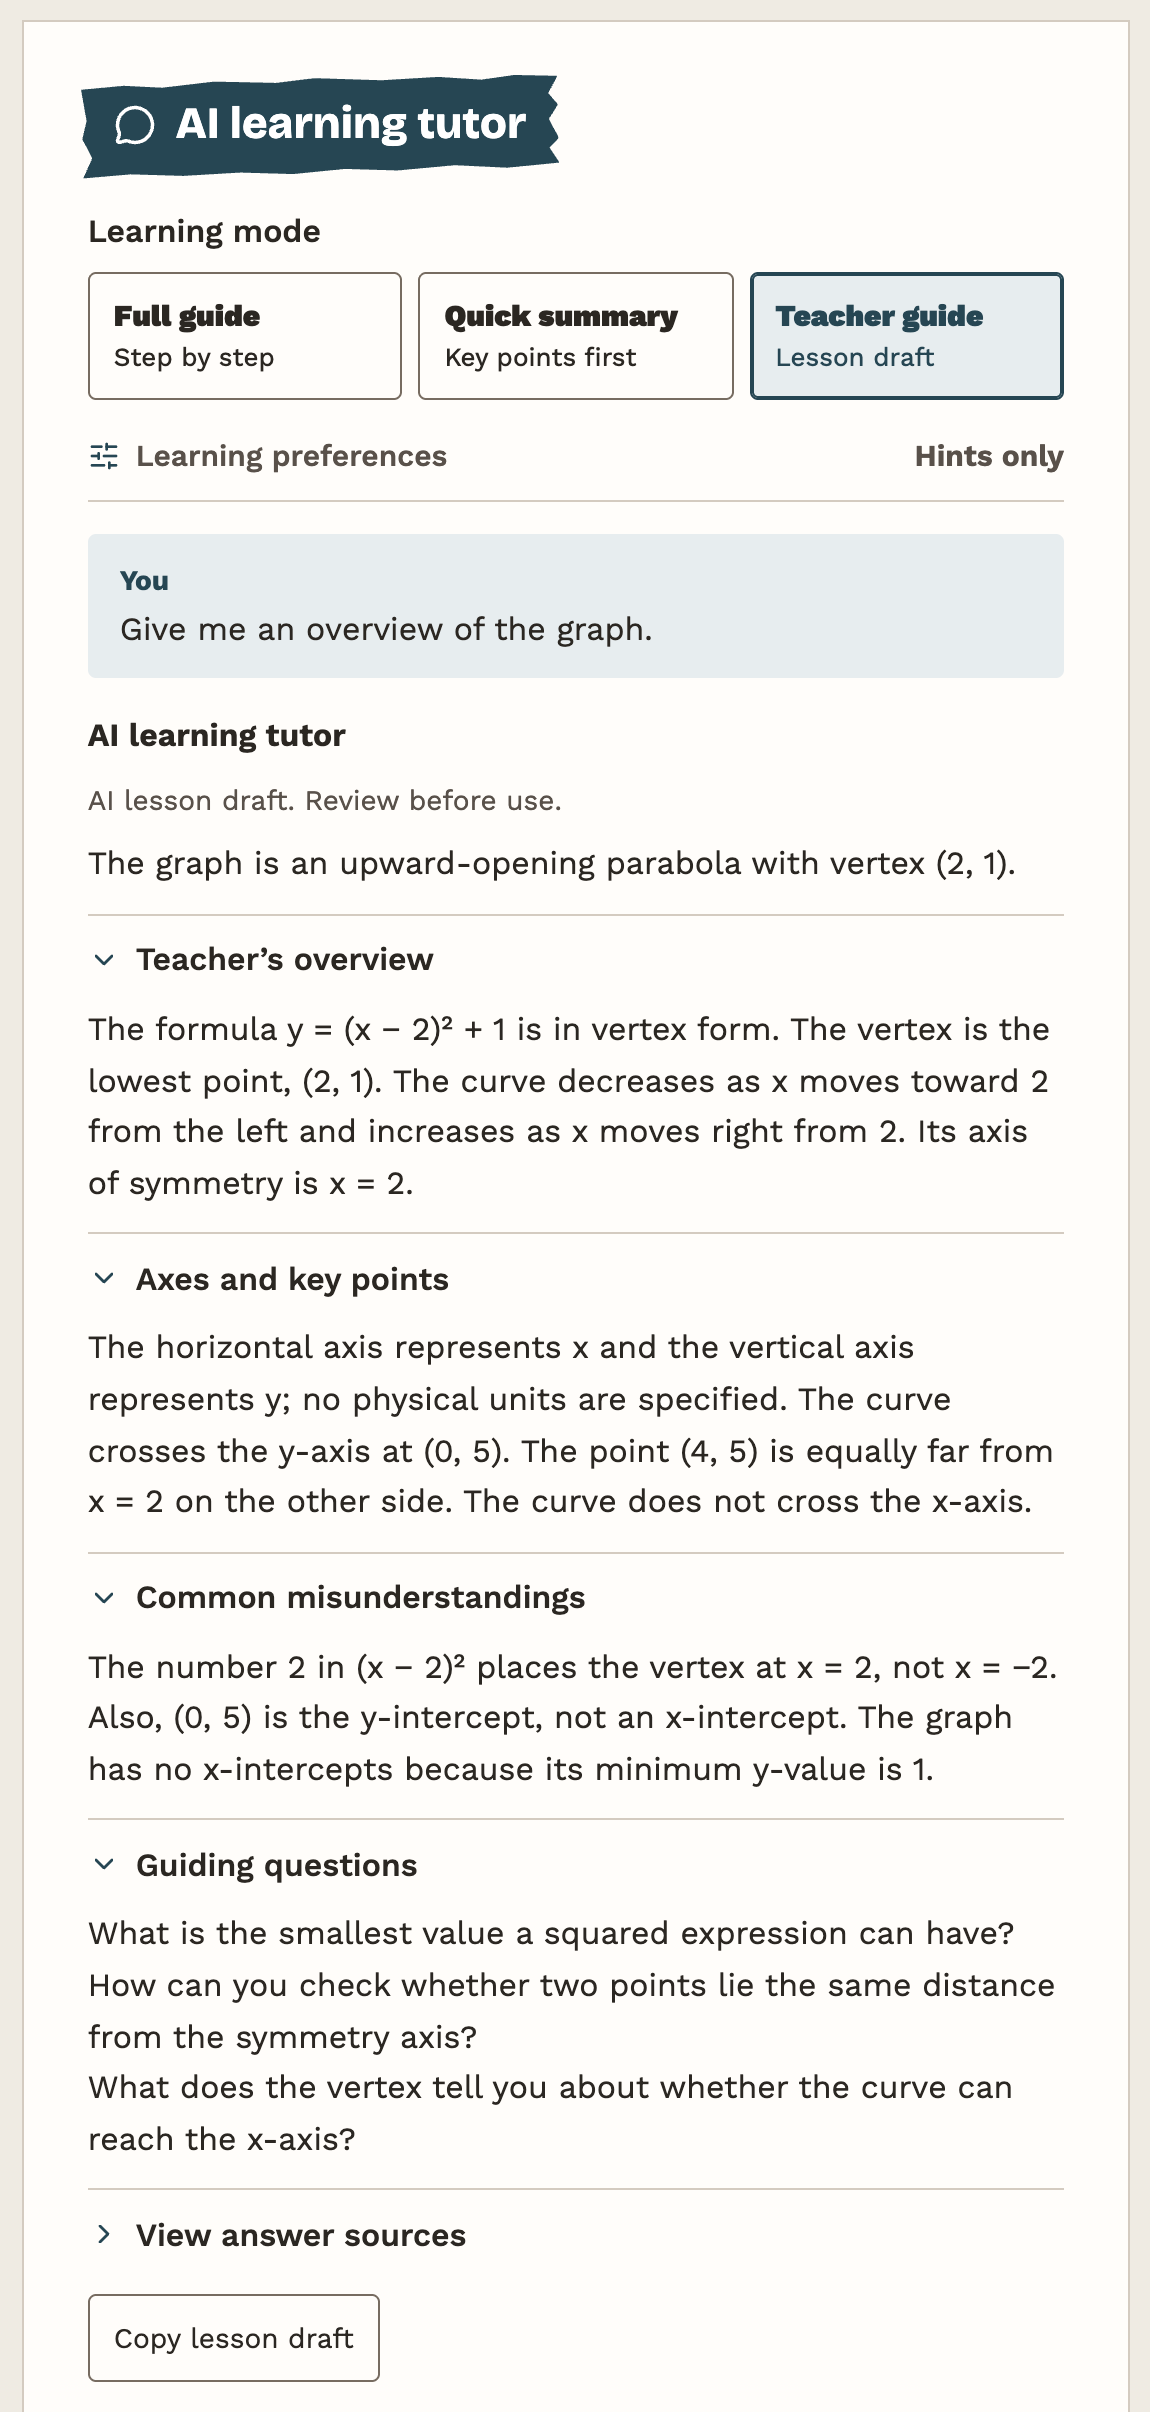 AI learning tutor
Learning mode
Full guide
Step by step
Quick summary
Key points first
Teacher guide
Lesson draft
Learning preferences
Hints only
You
Give me an overview of the graph.
AI learning tutor
AI lesson draft. Review before use.
The graph is an upward-opening parabola with vertex (2, 1).
Teacher’s overview
The formula y = (x − 2)² + 1 is in vertex form. The vertex is the
lowest point, (2, 1). The curve decreases as x moves toward 2
from the left and increases as x moves right from 2. Its axis
of symmetry is x = 2.
Axes and key points
The horizontal axis represents x and the vertical axis
represents y; no physical units are specified. The curve
crosses the y-axis at (0, 5). The point (4, 5) is equally far from
x = 2 on the other side. The curve does not cross the x-axis.
Common misunderstandings
The number 2 in (x − 2)² places the vertex at x = 2, not x = −2.
Also, (0, 5) is the y-intercept, not an x-intercept. The graph
has no x-intercepts because its minimum y-value is 1.
Guiding questions
What is the smallest value a squared expression can have?
How can you check whether two points lie the same distance
from the symmetry axis?
What does the vertex tell you about whether the curve can
reach the x-axis?
View answer sources
Copy lesson draft